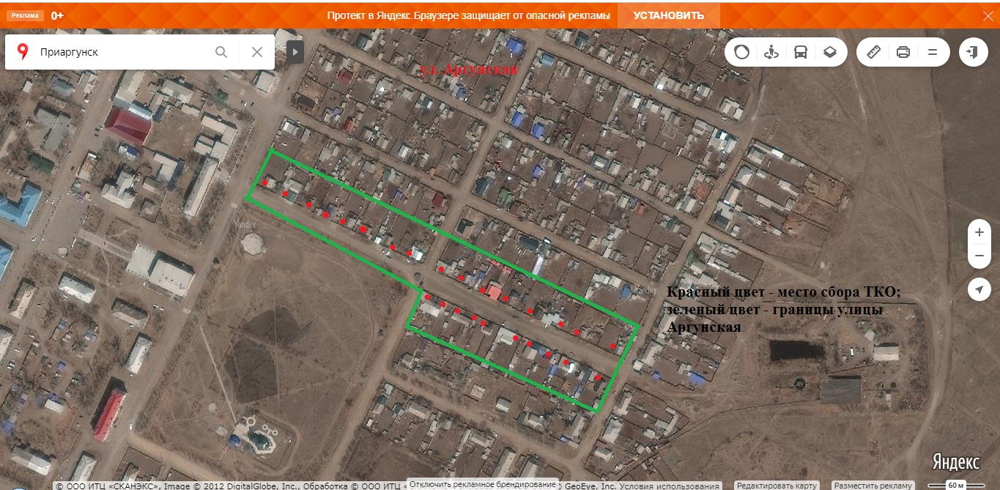 Реклама 0+ Протект в Яндекс.Браузере защищает от опасной рекламы УСТАНОВИТЬ
Приаргунск
ул. Аргунская
Yandex
Yandex
Красный цвет - место сбора ТКО;
зеленый цвет - границы улицы
Аргунская
Яндекс
© ООО ИТЦ «СКАНЭКС», Image © 2012 DigitalGlobe, Inc., Обработка © ООО ИТЦ « Отключить рекламное брендирование © GeoEye, Inc. Условия использования Редактировать карту Разместить рекламу 60 м